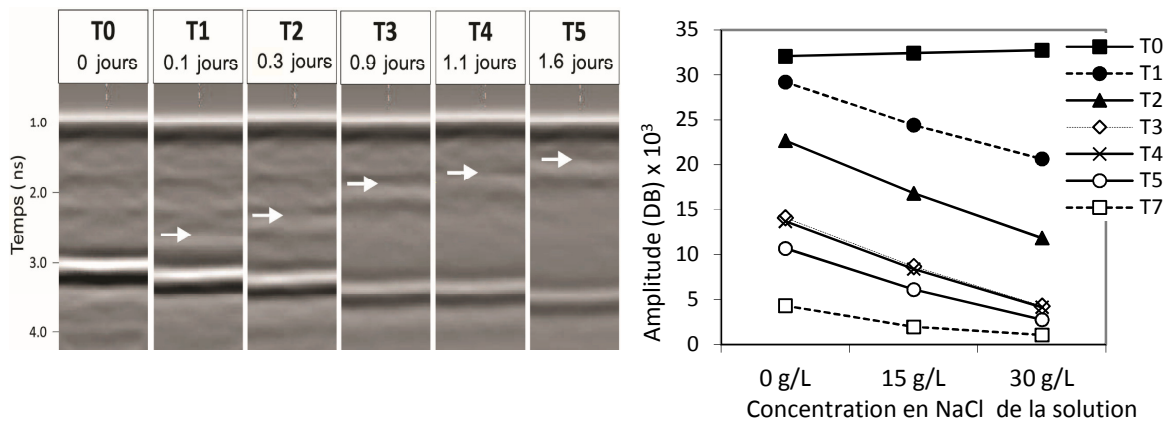 T0 T1 T2 T3 T4 T5
0 jours 0.1 jours 0.3 jours 0.9 jours 1.1 jours 1.6 jours
Temps ( ns)
1.0
2.0
3.0
4.0
Amplitude (DB) x 10³
35
30
25
20
15
10
5
0
0 g/L 15 g/L 30 g/L
Concentration en NaCl de la solution
T0
T1
T2
T3
T4
T5
T7